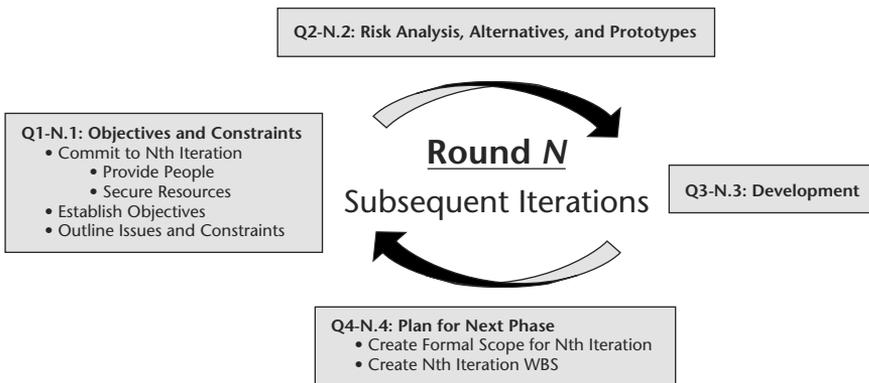 Q2-N.2: Risk Analysis, Alternatives, and Prototypes
Q1-N.1: Objectives and Constraints
• Commit to Nth Iteration
• Provide People
• Secure Resources
• Establish Objectives
• Outline Issues and Constraints
Round N
Subsequent Iterations
Q3-N.3: Development
Q4-N.4: Plan for Next Phase
• Create Formal Scope for Nth Iteration
• Create Nth Iteration WBS